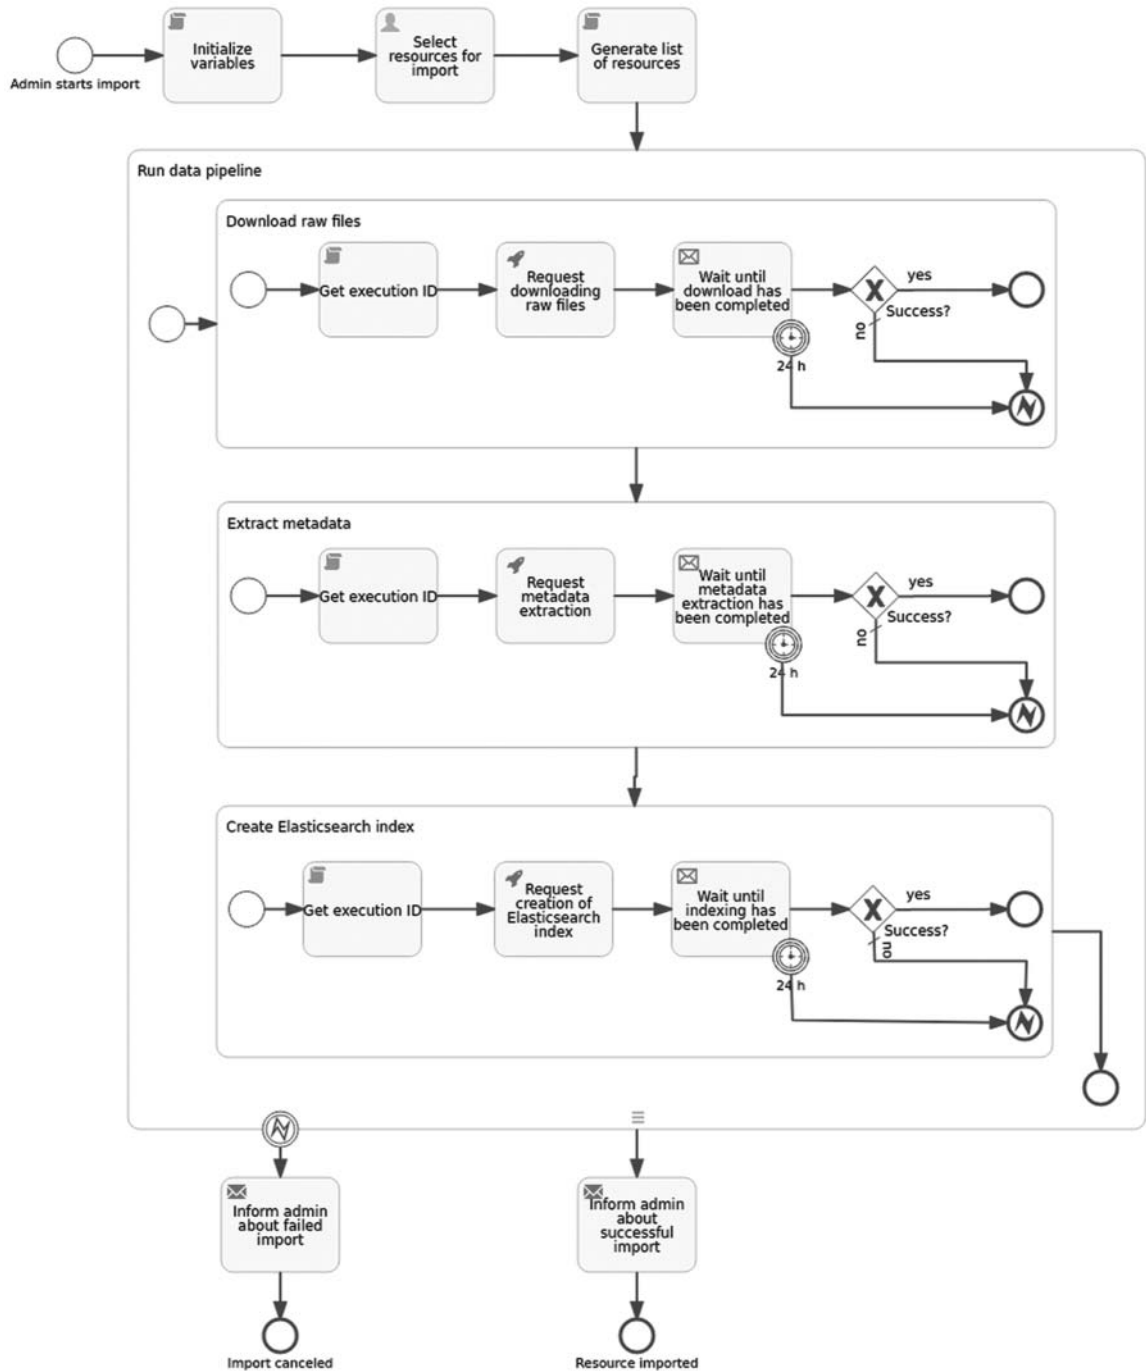 Initialize
variables
Select
resources for
import
Generate list
of resources
Admin starts import
Run data pipeline
Download raw files
Get execution ID
Request
downloading
raw files
Wait until
download has
been completed
yes
Success?
no
24 h
Extract metadata
Get execution ID
Request
metadata
extraction
Wait until
metadata
extraction has
been completed
yes
Success?
no
24 h
Create Elasticsearch index
Get execution ID
Request
creation of
Elasticsearch
index
Wait until
indexing has
been completed
yes
Success?
no
24 h
Inform admin
about failed
import
Inform admin
about
successful
import
Import canceled
Resource imported